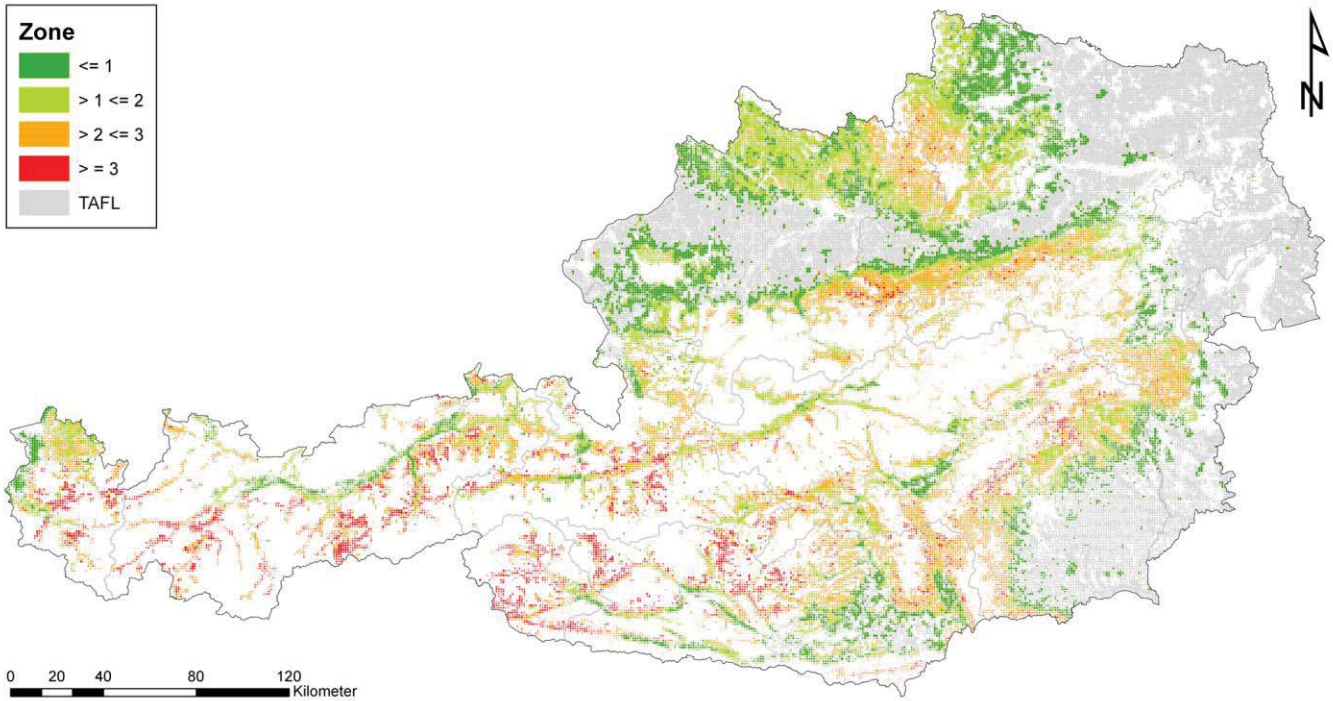 Zone
<= 1
> 1 <= 2
> 2 <= 3
> = 3
TAFL
N
0 20 40 80 120
Kilometer